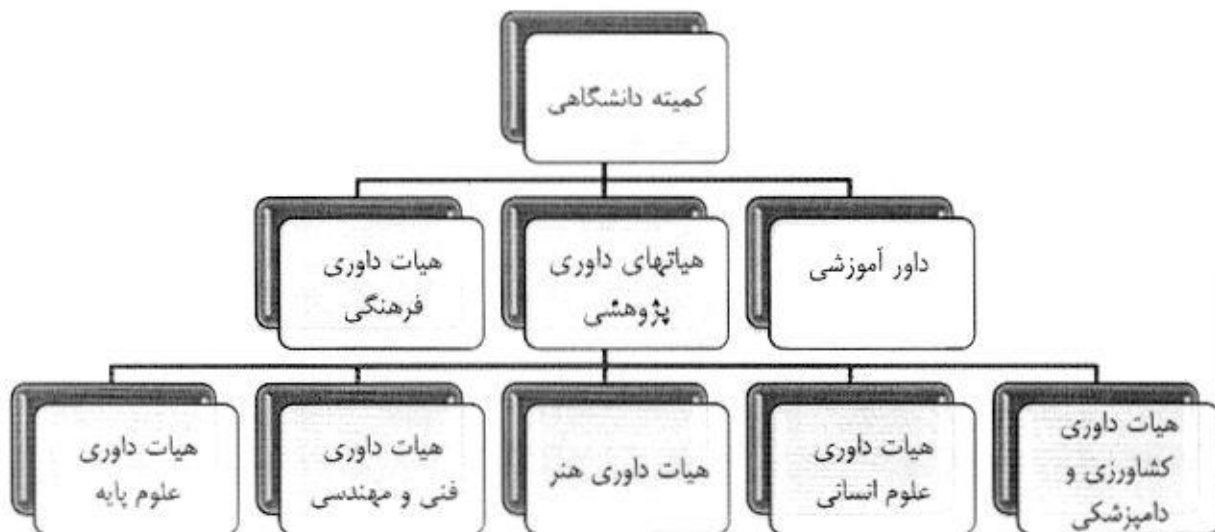 کمیته دانشگاهی
داور آموزشی
هیاتهای داوری
پژوهشی
هیات داوری
فرهنگی
هیات داوری
کشاورزی و
دامپزشکی
هیات داوری
علوم انسانی
هیات داوری هنر
هیات داوری
فنی و مهندسی
هیات داوری
علوم پایه